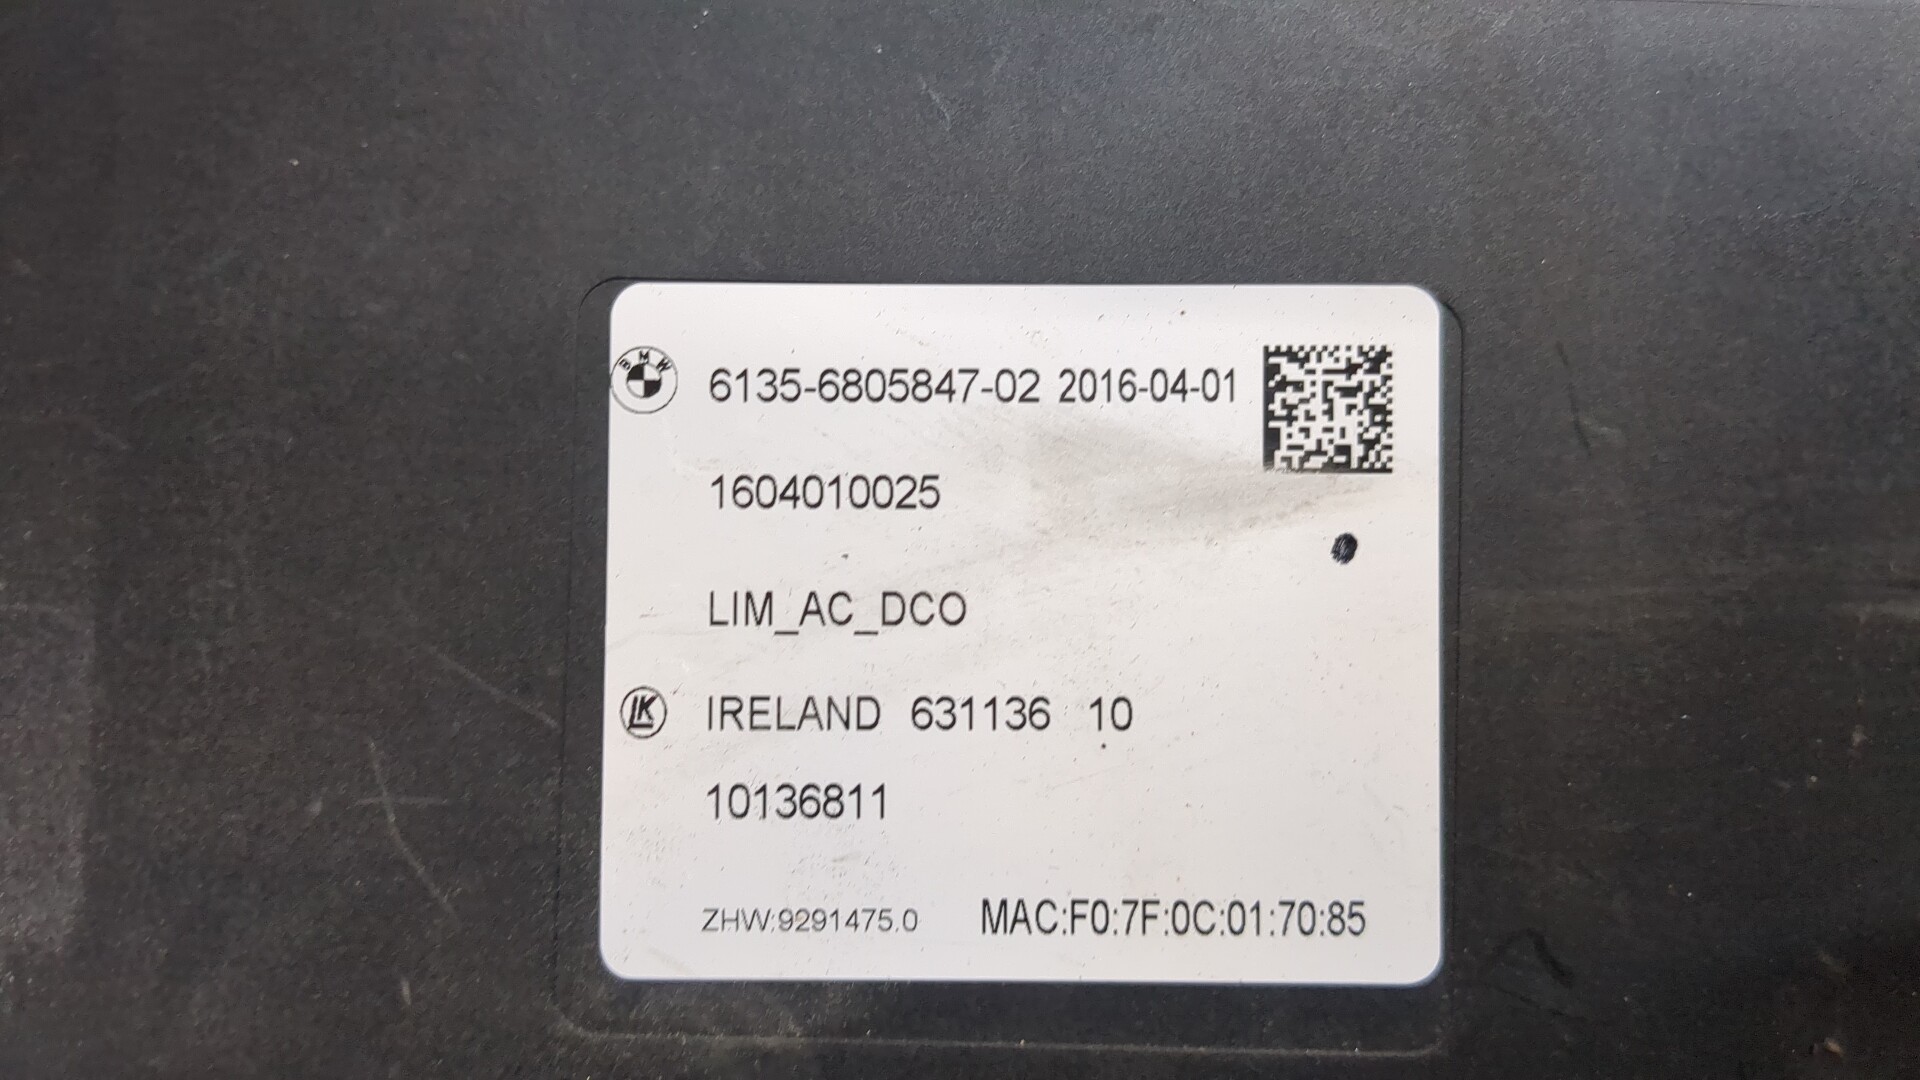 BMW 6135-6805847-02 2016-04-01
1604010025
LIM_AC_DCO
LK IRELAND 631136 10
10136811
ZHW:9291475.0 MAC:F0:7F:0C:01:70:85